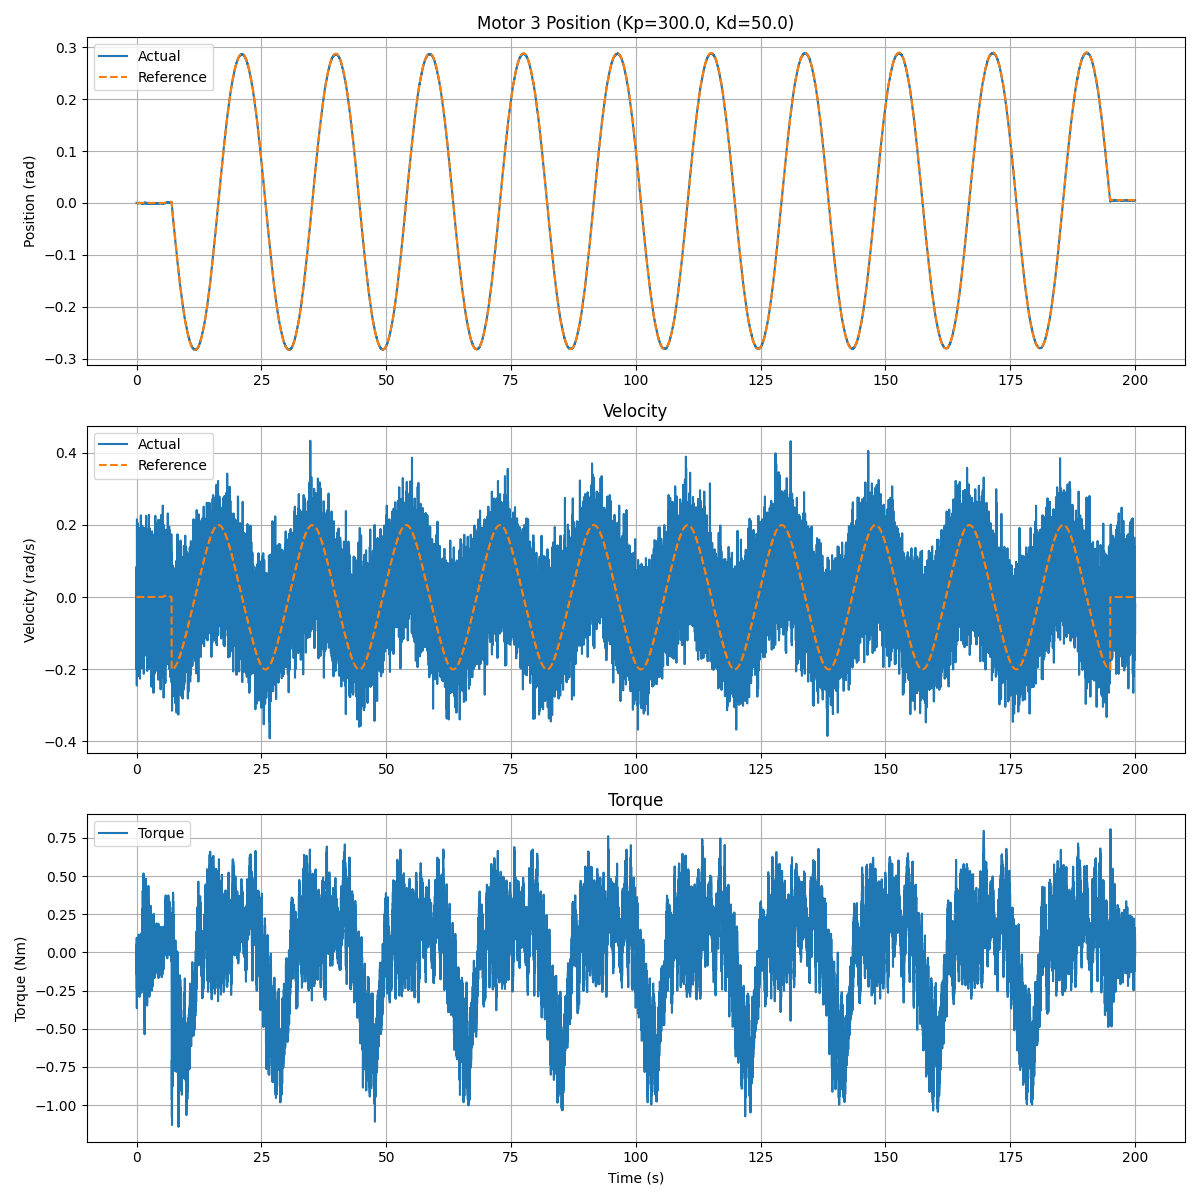 Motor 3 Position (Kp=300.0, Kd=50.0)
Actual
Reference
Position (rad)
0.3
0.2
0.1
0.0
−0.1
−0.2
−0.3
0 25 50 75 100 125 150 175 200
Velocity
Actual
Reference
Velocity (rad/s)
0.4
0.2
0.0
−0.2
−0.4
0 25 50 75 100 125 150 175 200
Torque
Torque
Torque (Nm)
0.75
0.50
0.25
0.00
−0.25
−0.50
−0.75
−1.00
0 25 50 75 100 125 150 175 200
Time (s)